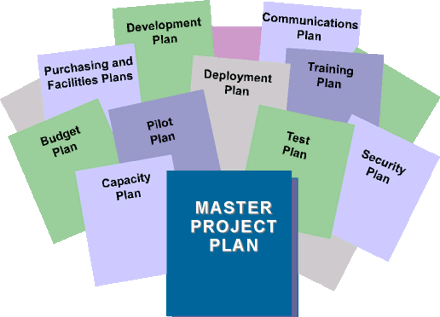 Development
Plan
Communications
Plan
Purchasing and
Facilities Plans
Deployment
Plan
Training
Plan
Budget
Plan
Pilot
Plan
Test
Plan
Security
Plan
Capacity
Plan
MASTER
PROJECT
PLAN